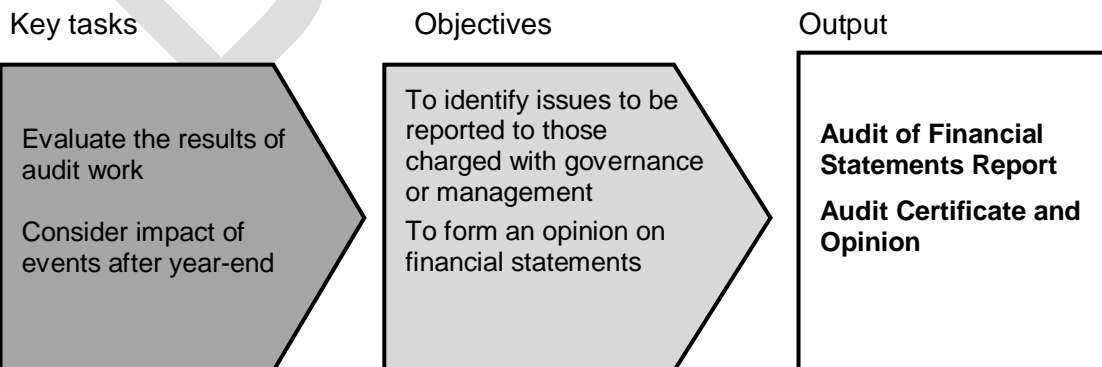 Key tasks
Objectives
Output
Evaluate the results of
audit work
Consider impact of
events after year-end
To identify issues to be
reported to those
charged with governance
or management
To form an opinion on
financial statements
Audit of Financial
Statements Report
Audit Certificate and
Opinion